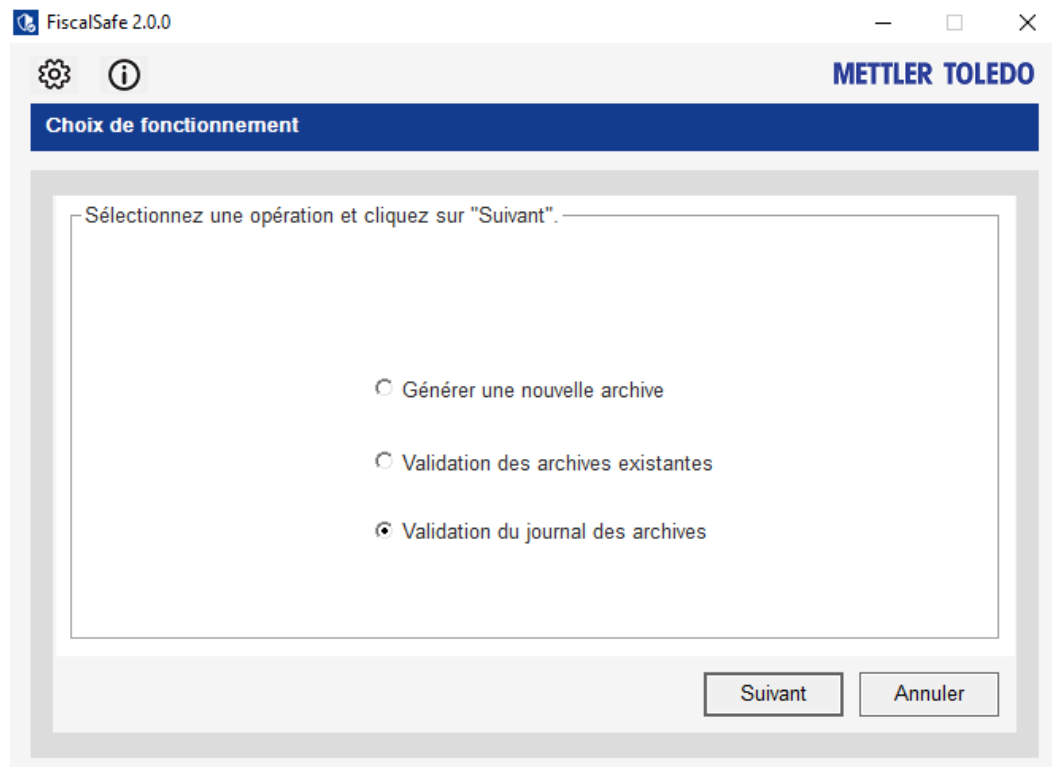 FiscalSafe 2.0.0
METTLER TOLEDO
Choix de fonctionnement
Sélectionnez une opération et cliquez sur "Suivant".
Générer une nouvelle archive
Validation des archives existantes
Validation du journal des archives
Suivant
Annuler